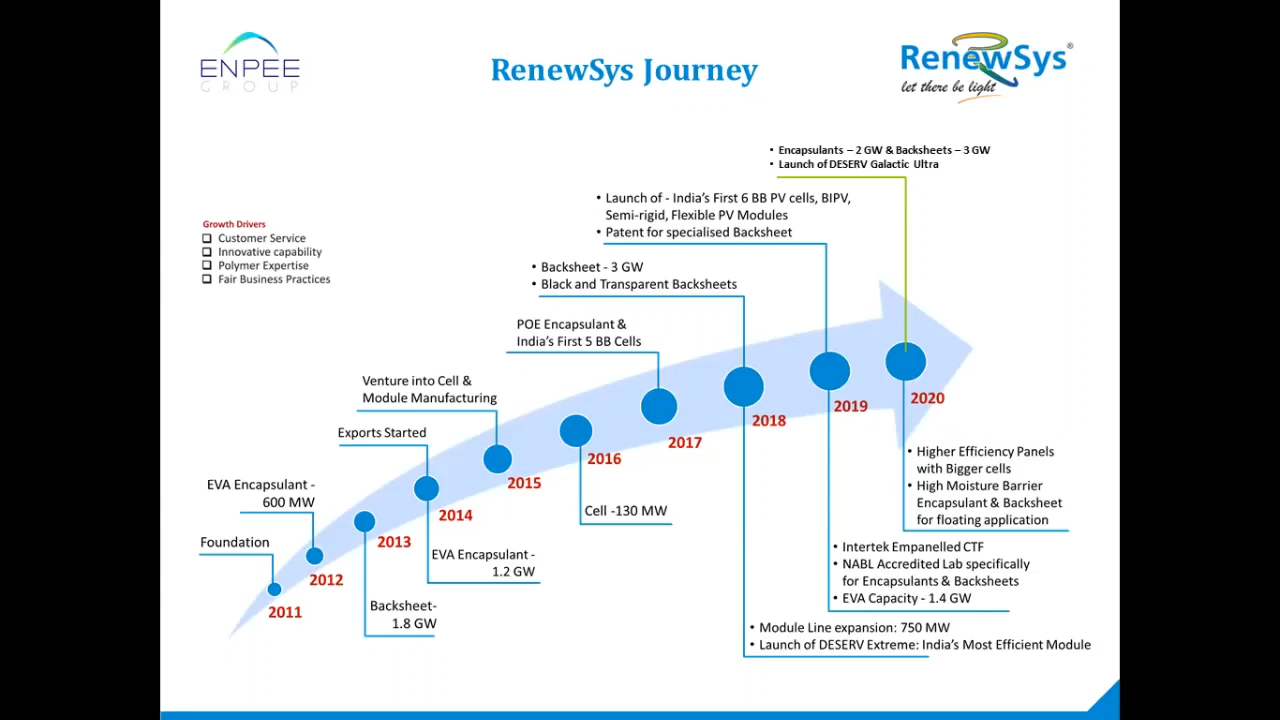 ENPEE
GROUP
RenewSys Journey
RenewSys®
let there be light
• Encapsulants – 2 GW & Backsheets – 3 GW
• Launch of DESERV Galactic Ultra
• Launch of - India's First 6 BB PV cells, BIPV,
Semi-rigid, Flexible PV Modules
• Patent for specialised Backsheet
Growth Drivers
❑ Customer Service
❑ Innovative capability
❑ Polymer Expertise
❑ Fair Business Practices
• Backsheet - 3 GW
• Black and Transparent Backsheets
POE Encapsulant &
India's First 5 BB Cells
Venture into Cell &
Module Manufacturing
Exports Started
EVA Encapsulant -
600 MW
Foundation
2011
2012
2013
2014
2015
2016
2017
2018
2019
2020
Backsheet-
1.8 GW
EVA Encapsulant -
1.2 GW
Cell -130 MW
• Higher Efficiency Panels
with Bigger cells
• High Moisture Barrier
Encapsulant & Backsheet
for floating application
• Intertek Empanelled CTF
• NABL Accredited Lab specifically
for Encapsulants & Backsheets
• EVA Capacity - 1.4 GW
• Module Line expansion: 750 MW
• Launch of DESERV Extreme: India's Most Efficient Module